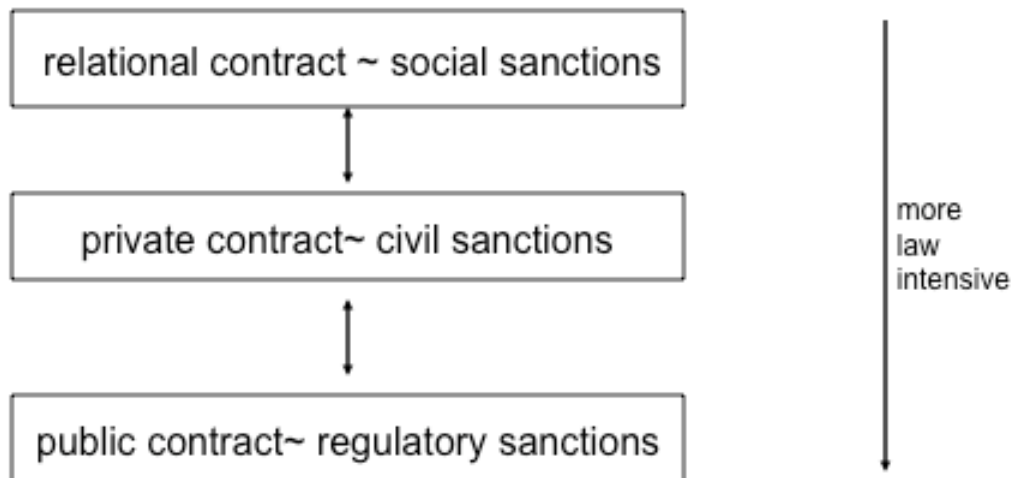 relational contract ~ social sanctions
private contract~ civil sanctions
more
law
intensive
public contract~ regulatory sanctions